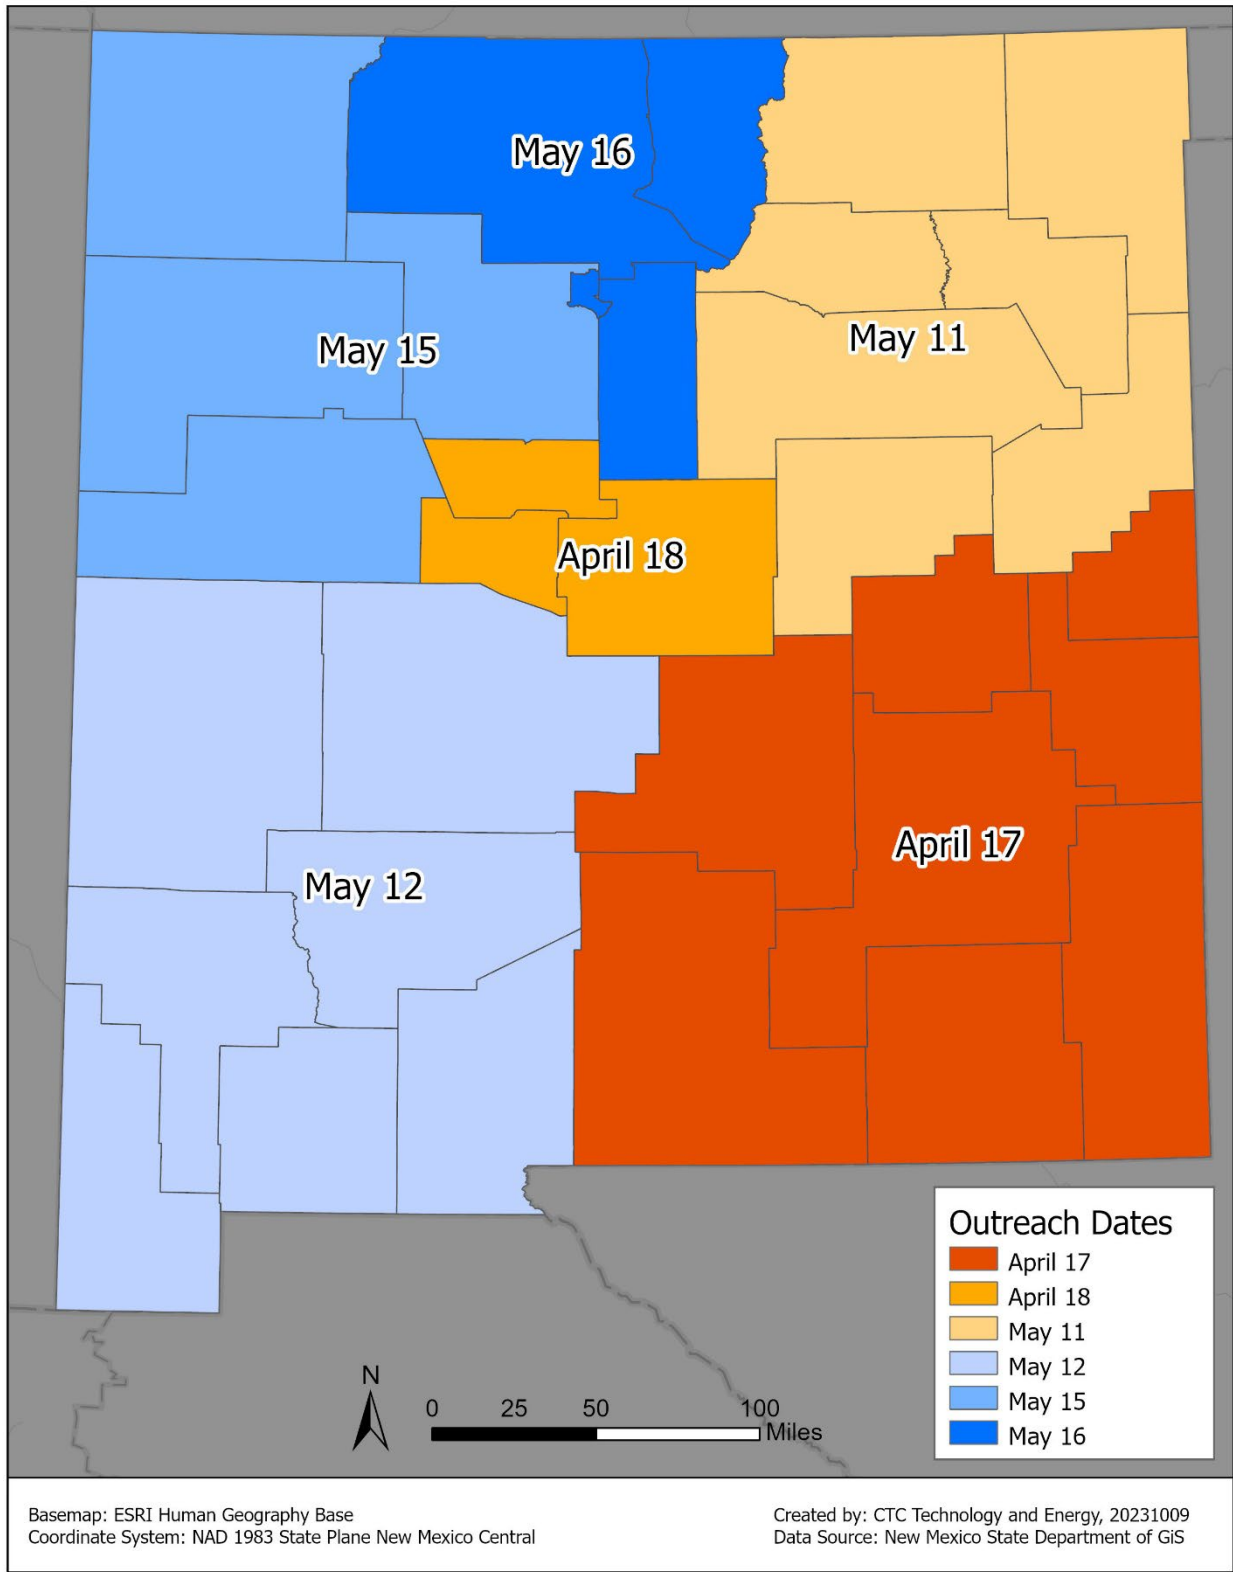 May 16
May 11
May 15
April 18
April 17
May 12
Outreach Dates
April 17
April 18
May 11
May 12
May 15
May 16
N
0 25 50 100
Miles
Basemap: ESRI Human Geography Base
Coordinate System: NAD 1983 State Plane New Mexico Central
Created by: CTC Technology and Energy, 20231009
Data Source: New Mexico State Department of GiS